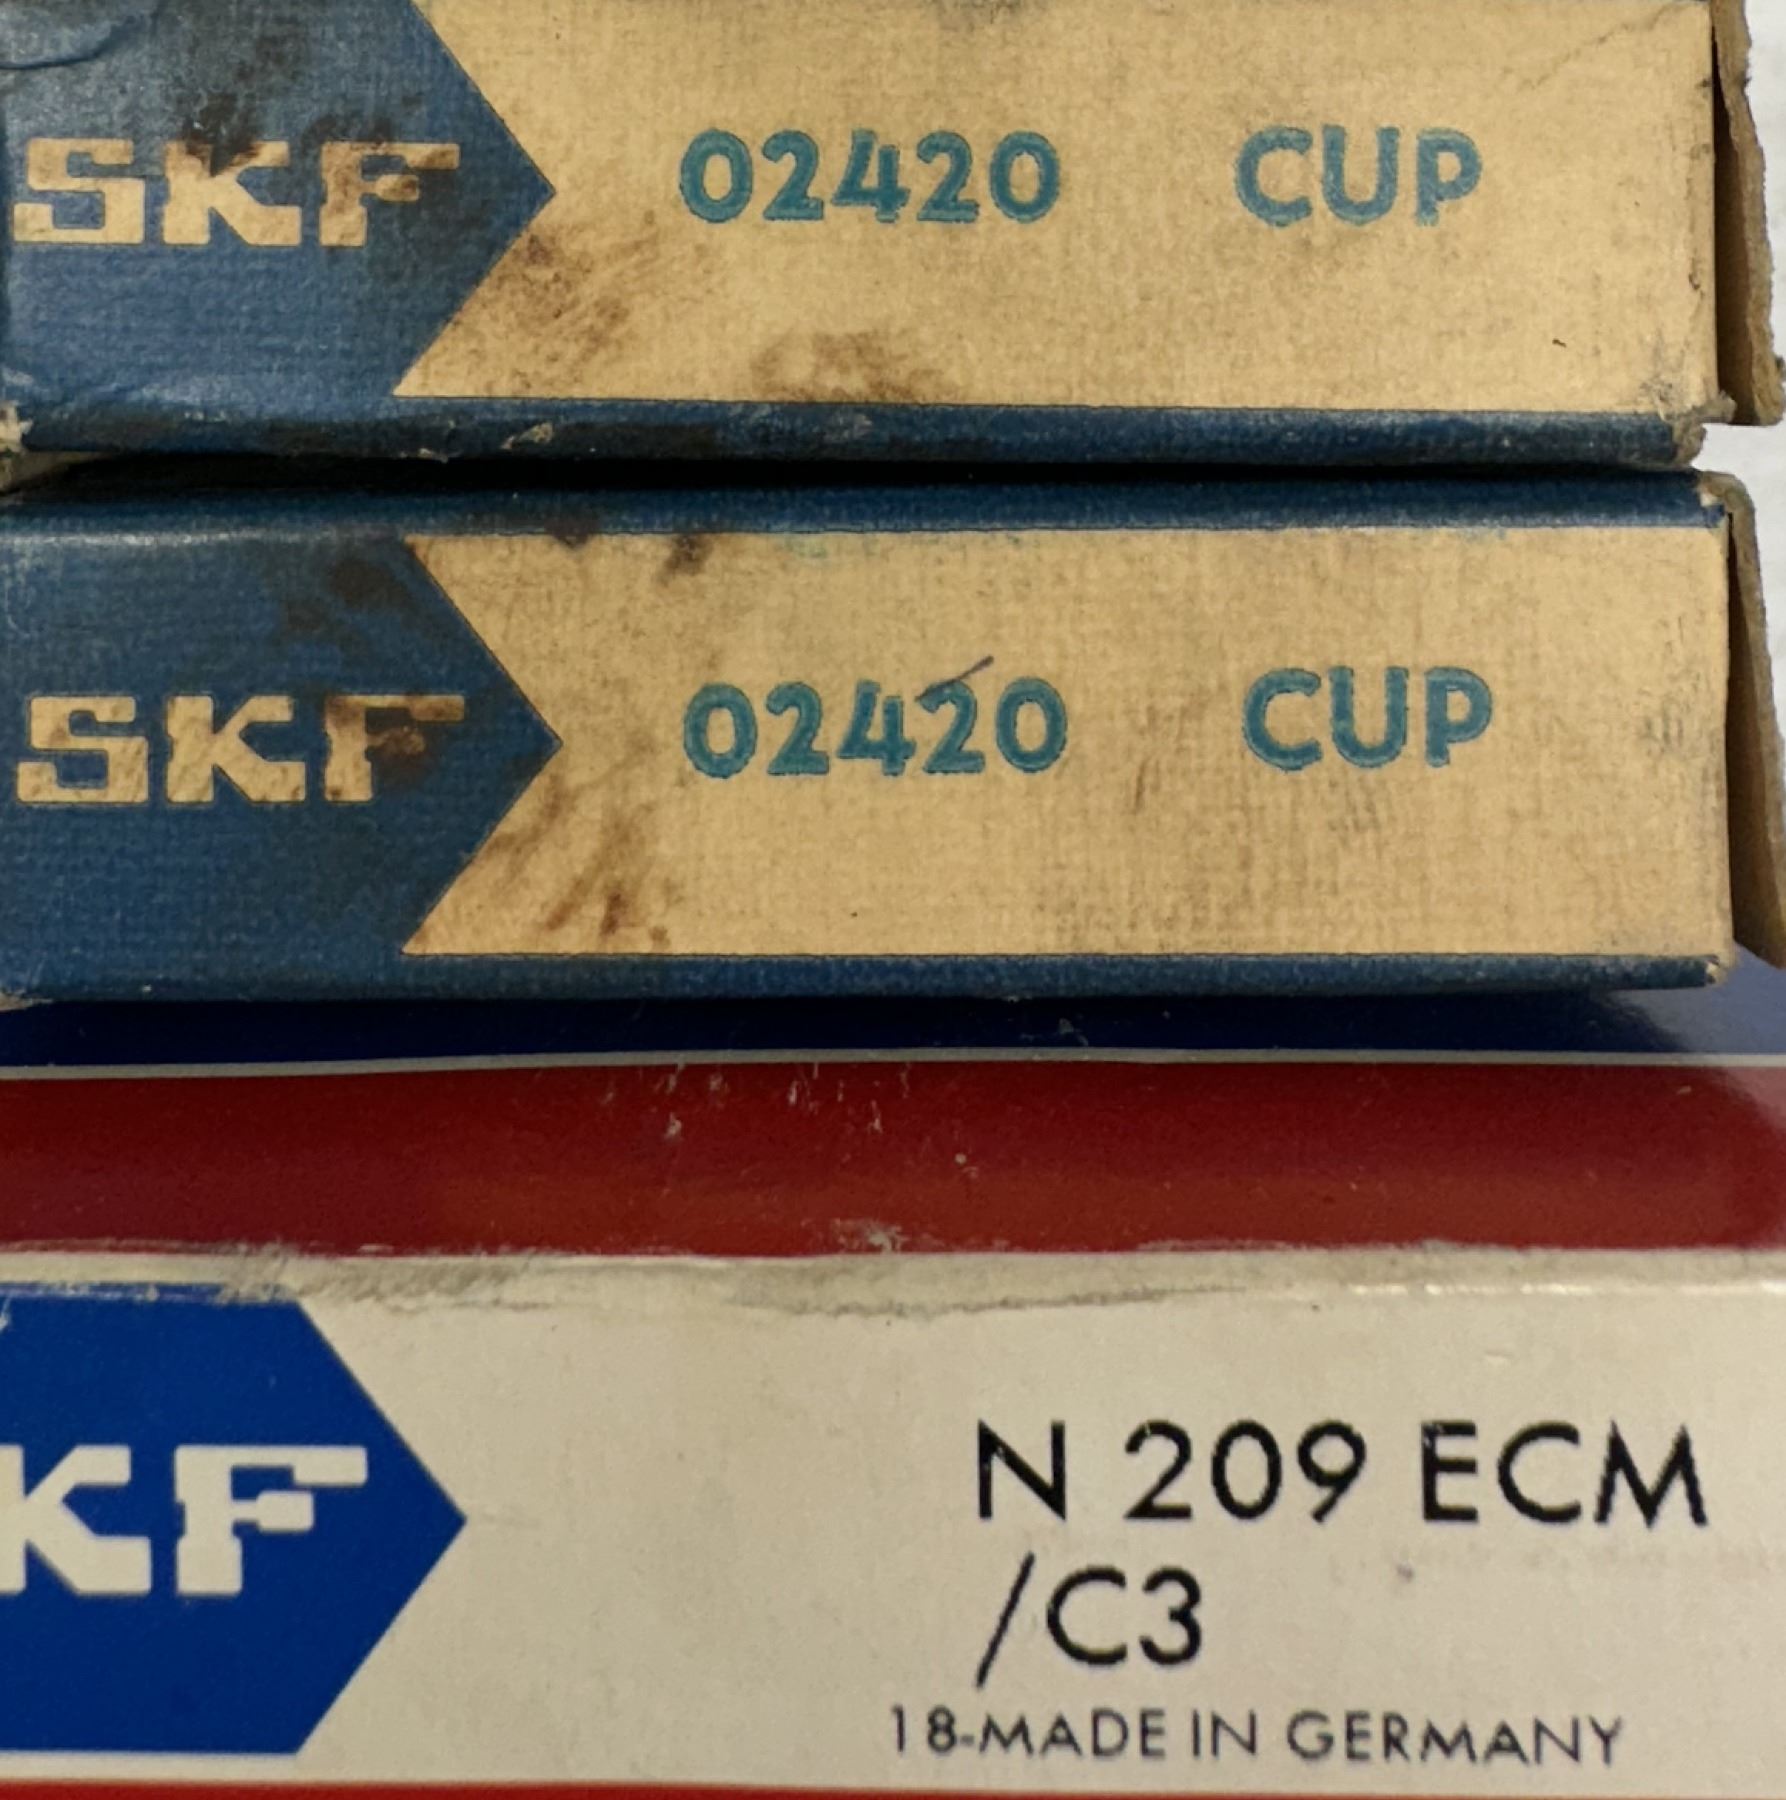 SKF 02420 CUP
SKF 02420 CUP
KF N 209 ECM
/C3
18-MADE IN GERMANY